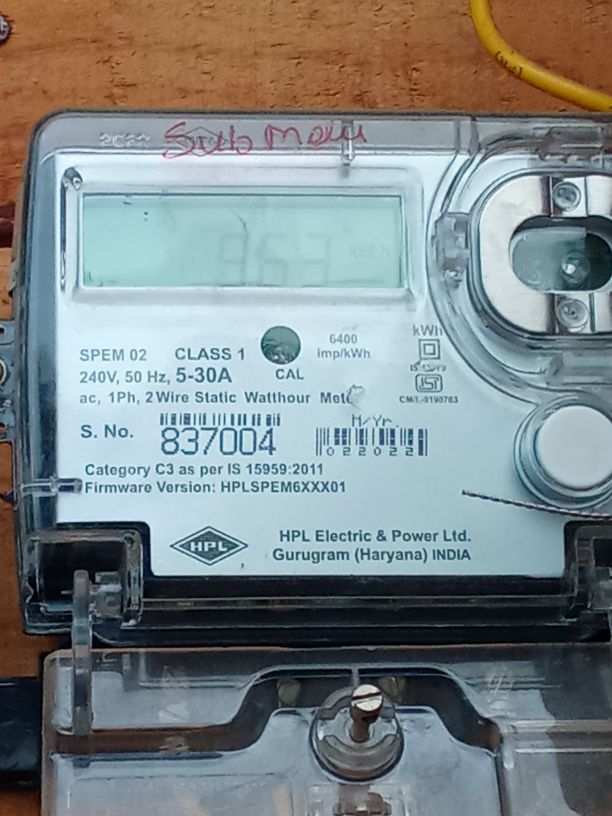 Sub
963
SPEM 02 CLASS 1
6400
imp/kWh
kWh
240V, 50 Hz, 5-30A
CAL
ac, 1Ph, 2 Wire Static Watthour
S. No.
837004
M/Yr.
022022
Category C3 as per IS 15959:2011
Firmware Version: HPLSPEM6XXX01
HPL
HPL Electric & Power Ltd.
Gurugram (Haryana) INDIA